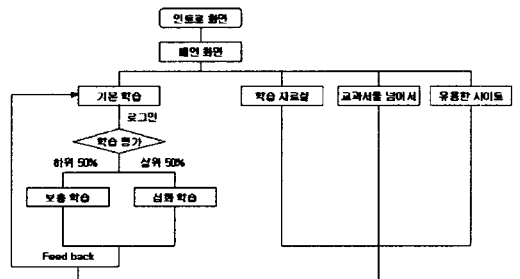 인트로 화면
메인 화면
기본 학습
학습 자료실
교과서를 넘어서
유용한 사이트
로그인
학습 평가
하위 50%
상위 50%
보충 학습
심화 학습
Feed back